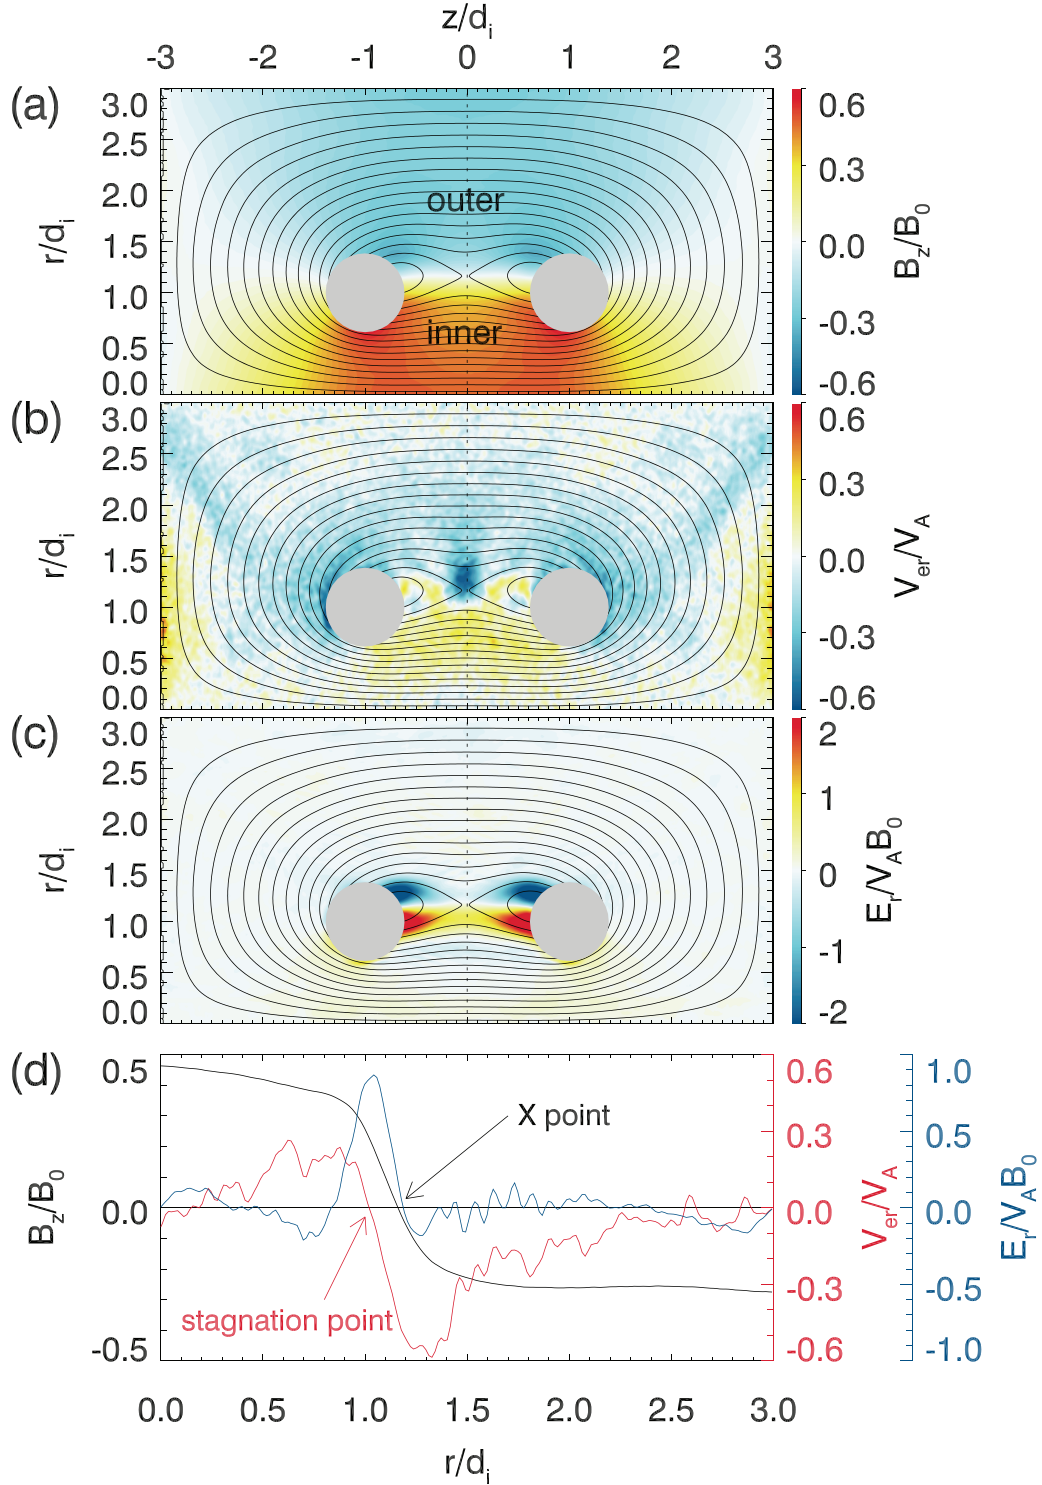 z/d_i
-3 -2 -1 0 1 2 3
(a)
r/d_i
3.0
2.5
2.0
1.5
1.0
0.5
0.0
outer
inner
0.6
0.3
0.0
-0.3
-0.6
B_z/B_0
(b)
r/d_i
3.0
2.5
2.0
1.5
1.0
0.5
0.0
0.6
0.3
0.0
-0.3
-0.6
V_er/V_A
(c)
r/d_i
3.0
2.5
2.0
1.5
1.0
0.5
0.0
2
1
0
-1
-2
E_r/V_AB_0
(d)
B_z/B_0
0.5
0.0
-0.5
X point
stagnation point
0.6
0.3
0.0
-0.3
-0.6
V_er/V_A
1.0
0.5
0.0
-0.5
-1.0
E_r/V_AB_0
0.0 0.5 1.0 1.5 2.0 2.5 3.0
r/d_i